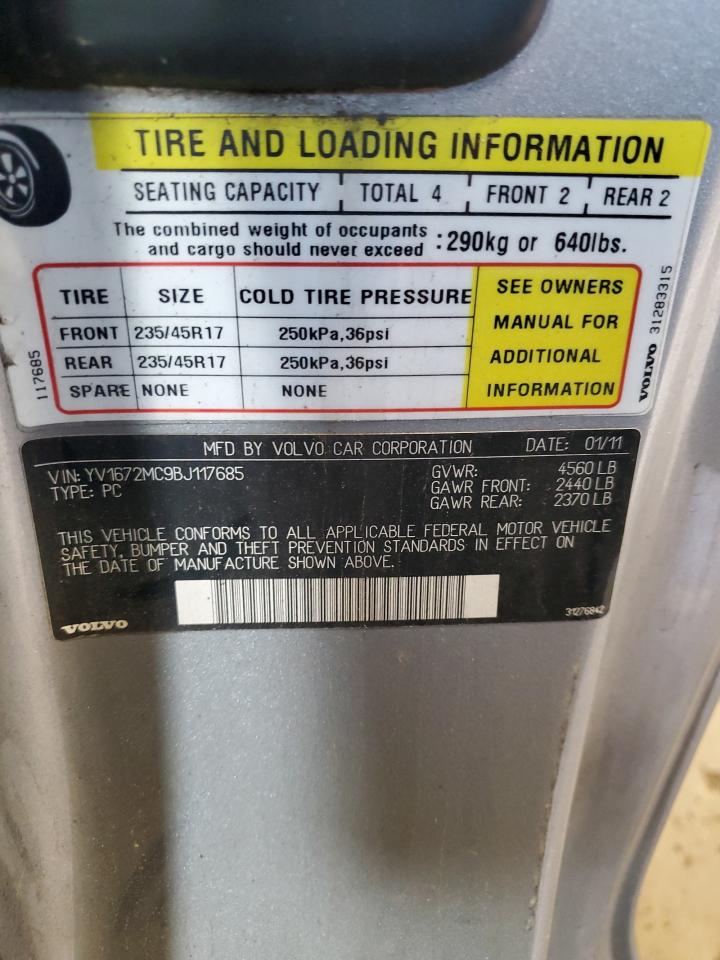 TIRE AND LOADING INFORMATION
SEATING CAPACITY TOTAL 4 FRONT 2 REAR 2
The combined weight of occupants
and cargo should never exceed : 290kg or 640lbs.
TIRE SIZE COLD TIRE PRESSURE
FRONT 235/45R17 250kPa,36psi
REAR 235/45R17 250kPa,36psi
SPARE NONE NONE
SEE OWNERS
MANUAL FOR
ADDITIONAL
INFORMATION
117685
VOLVO 31283315
MFD BY VOLVO CAR CORPORATION DATE: 01/11
VIN: YV1672MC9BJ117685
TYPE: PC
GVWR: 4560 LB
GAWR FRONT: 2440 LB
GAWR REAR: 2370 LB
THIS VEHICLE CONFORMS TO ALL APPLICABLE FEDERAL MOTOR VEHICLE
SAFETY, BUMPER AND THEFT PREVENTION STANDARDS IN EFFECT ON
THE DATE OF MANUFACTURE SHOWN ABOVE.
VOLVO
31276842